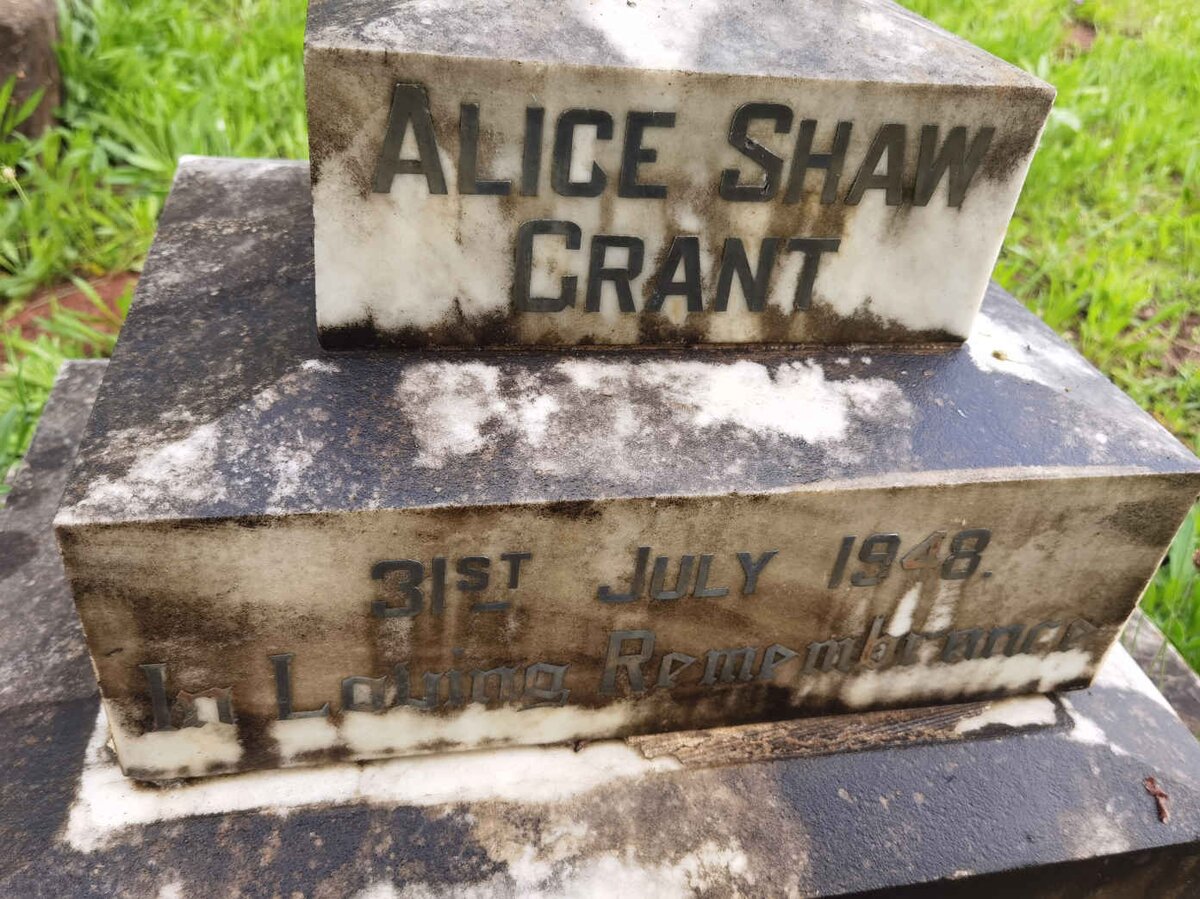 ALICE SHAW
GRANT
31ST JULY 1948.
In Loving Remembrance